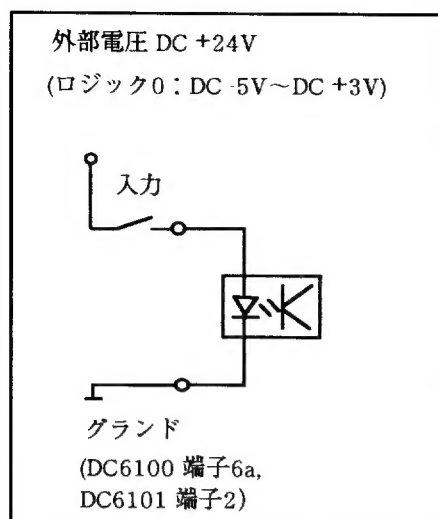 外部電圧 DC +24V
(ロジック0：DC -5V～DC +3V)
入力
グランド
(DC6100 端子6a,
DC6101 端子2)